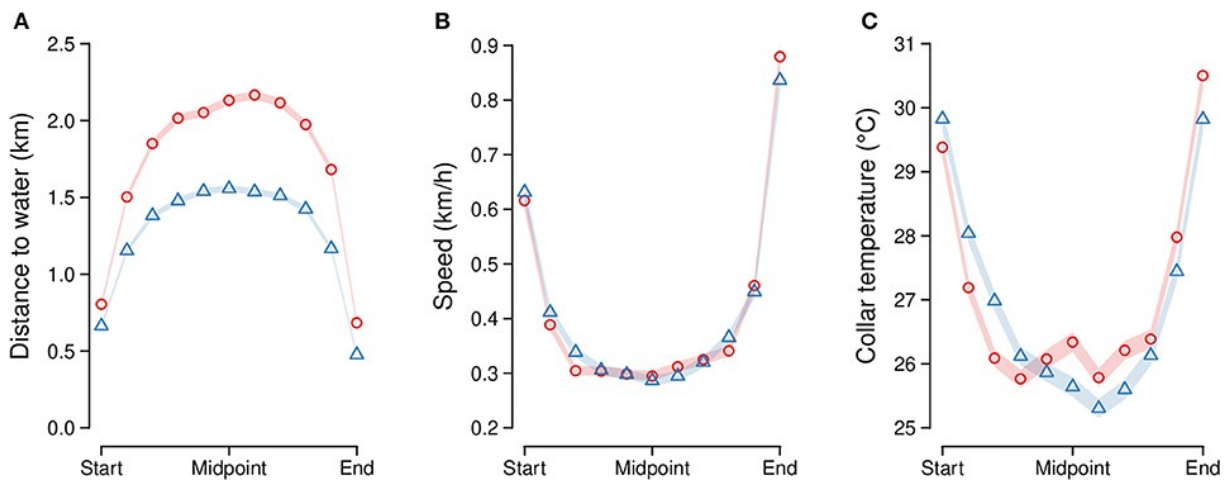 A
Distance to water (km)
2.5
2.0
1.5
1.0
0.5
0.0
Start
Midpoint
End
B
Speed (km/h)
0.9
0.8
0.7
0.6
0.5
0.4
0.3
0.2
Start
Midpoint
End
C
Collar temperature (°C)
31
30
29
28
27
26
25
Start
Midpoint
End